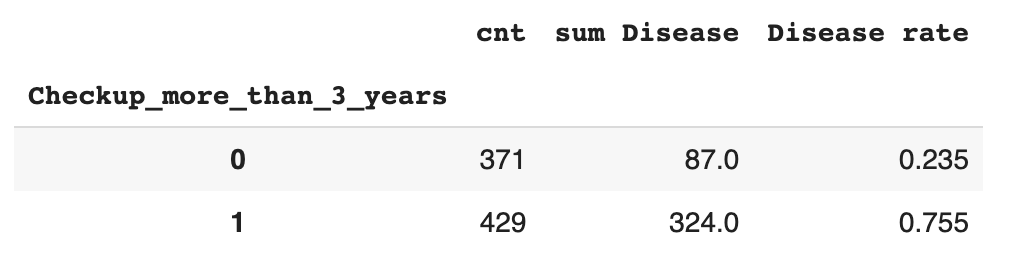 cnt sum Disease Disease rate
Checkup_more_than_3_years
0 371 87.0 0.235
1 429 324.0 0.755